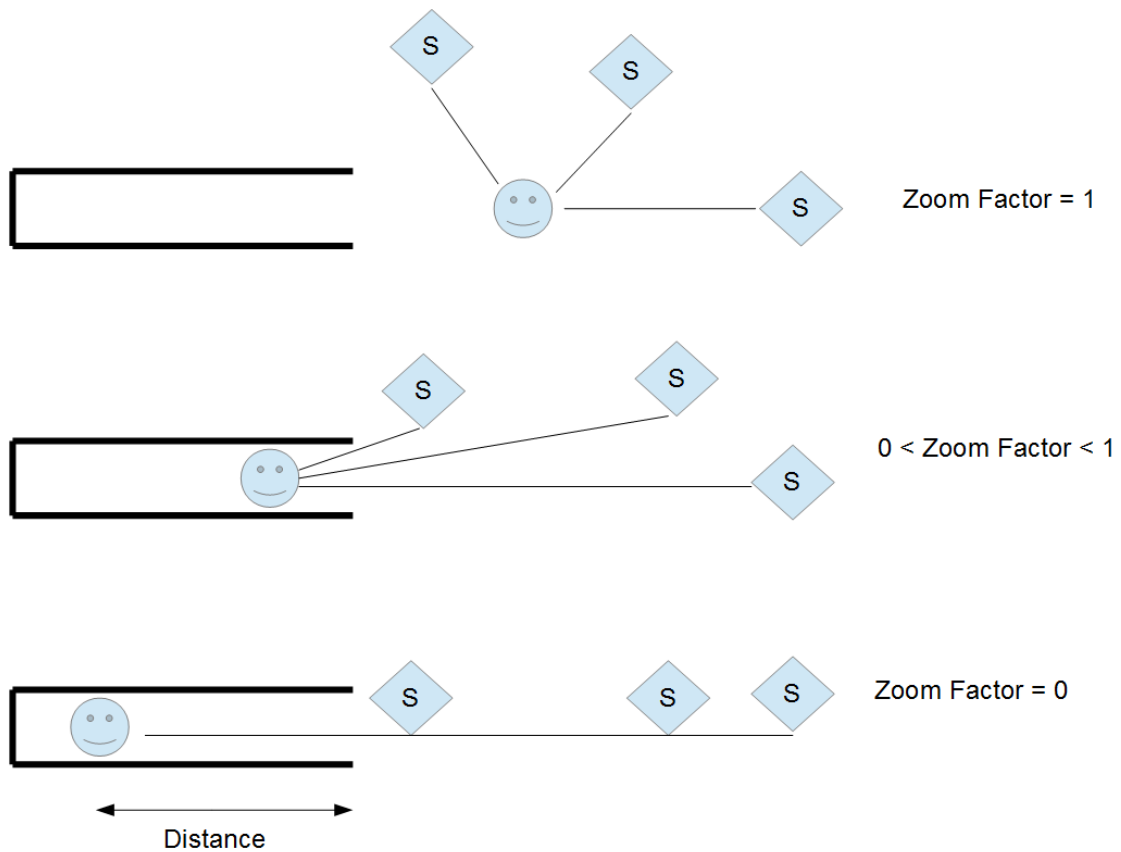 S
S
S
Zoom Factor = 1
S
S
S
0 < Zoom Factor < 1
S
S
S
Zoom Factor = 0
Distance